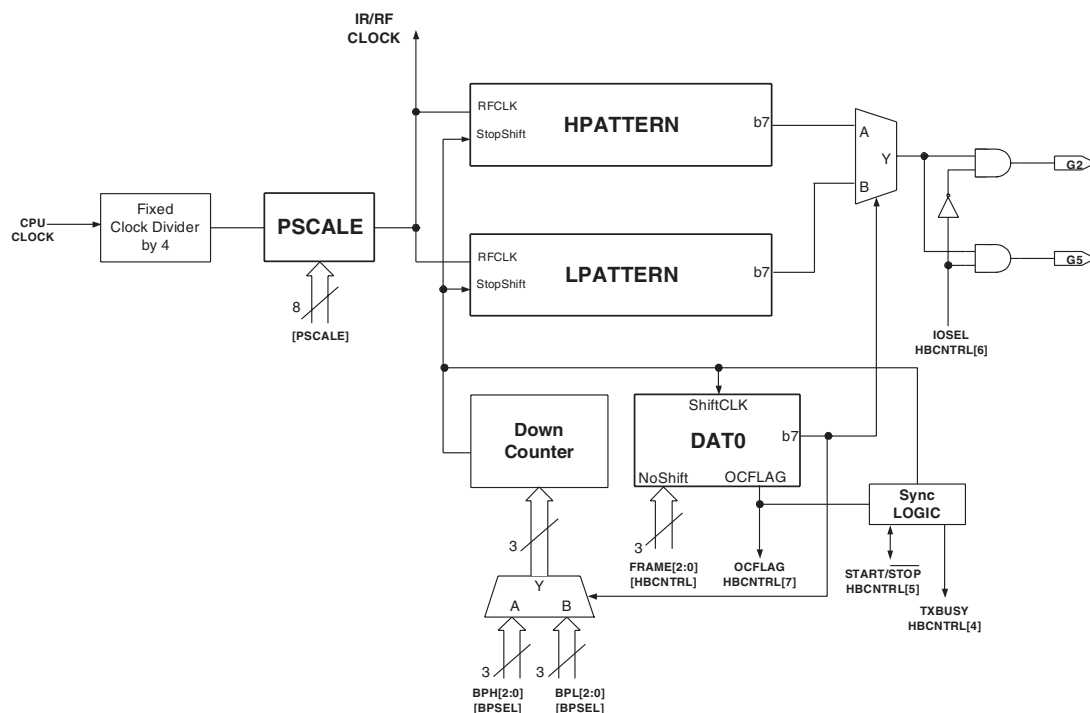 IR/RF
CLOCK
CPU
CLOCK
Fixed
Clock Divider
by 4
PSCALE
8
[PSCALE]
RFCLK
StopShift
HPATTERN
b7
RFCLK
StopShift
LPATTERN
b7
A
B
Y
G2
G5
IOSEL
HBCNTRL[6]
Down
Counter
ShiftCLK
DAT0
b7
NoShift
OCFLAG
3
FRAME[2:0]
[HBCNTRL]
OCFLAG
HBCNTRL[7]
Sync
LOGIC
START/STOP
HBCNTRL[5]
TXBUSY
HBCNTRL[4]
3
Y
A
B
3
3
BPH[2:0]
[BPSEL]
BPL[2:0]
[BPSEL]